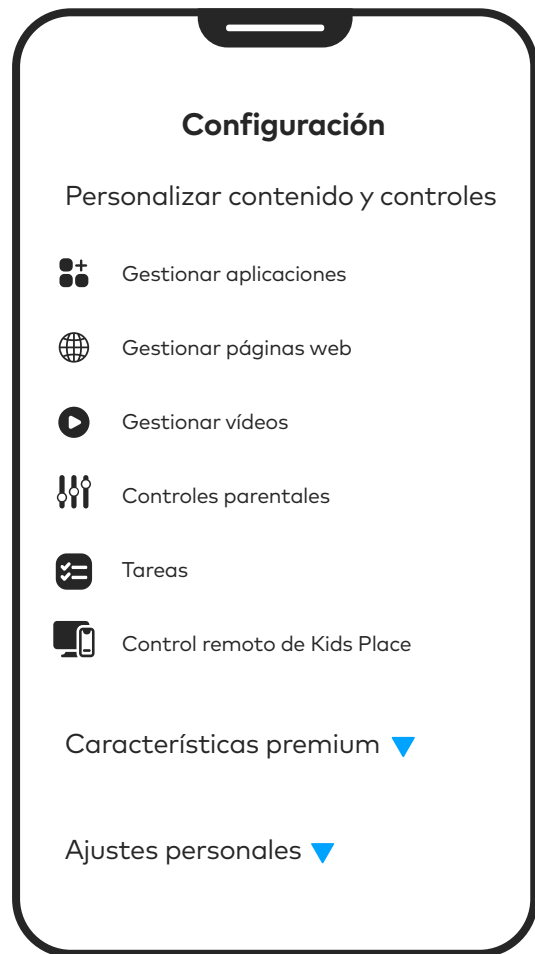 Configuración
Personalizar contenido y controles
Gestionar aplicaciones
Gestionar páginas web
Gestionar vídeos
Controles parentales
Tareas
Control remoto de Kids Place
Características premium
Ajustes personales